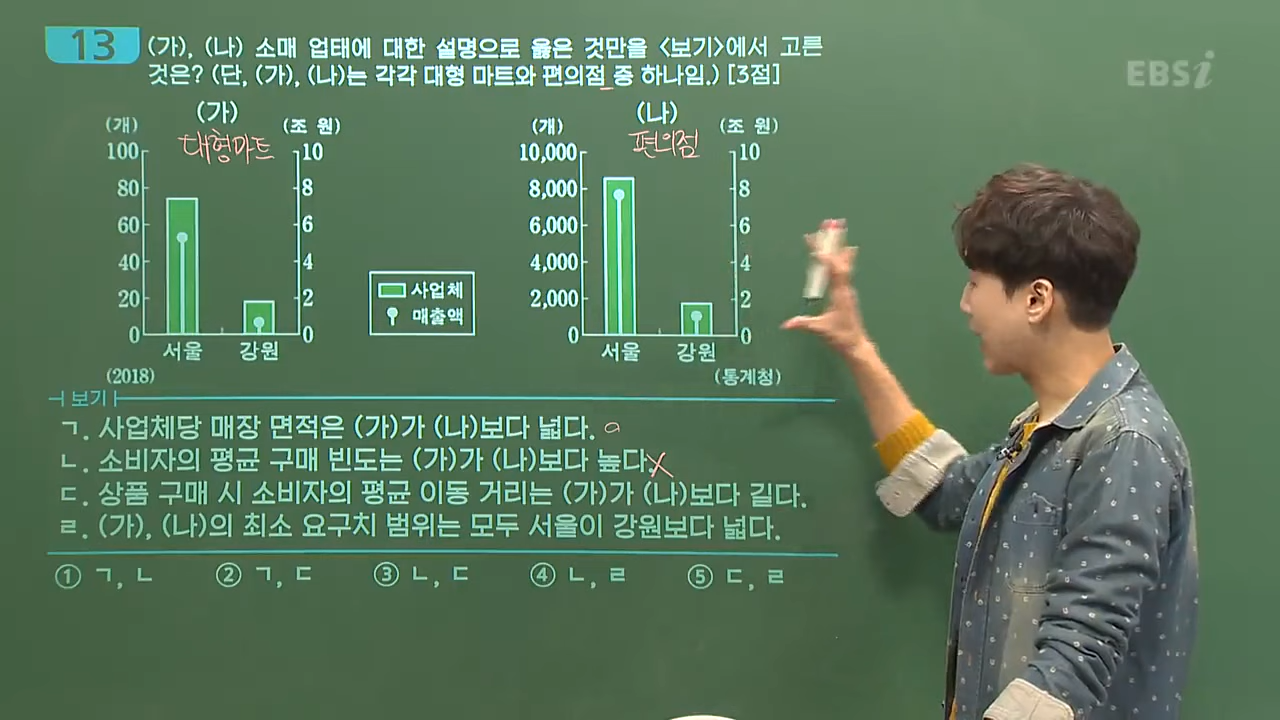 13
(가), (나) 소매 업태에 대한 설명으로 옳은 것만을 <보기>에서 고른
것은? (단, (가), (나)는 각각 대형 마트와 편의점 중 하나임.) [3점]
EBSi
(가)
(개)
대형마트
(조 원)
100
80
60
40
20
0
10
8
6
4
2
0
서울
강원
(2018)
사업체
매출액
(나)
(개)
편의점
(조 원)
10,000
8,000
6,000
4,000
2,000
0
10
8
6
4
2
0
서울
강원
(통계청)
보기
ㄱ. 사업체당 매장 면적은 (가)가 (나)보다 넓다. o
ㄴ. 소비자의 평균 구매 빈도는 (가)가 (나)보다 높다. X
ㄷ. 상품 구매 시 소비자의 평균 이동 거리는 (가)가 (나)보다 길다.
ㄹ. (가), (나)의 최소 요구치 범위는 모두 서울이 강원보다 넓다.
① ㄱ, ㄴ ② ㄱ, ㄷ ③ ㄴ, ㄷ ④ ㄴ, ㄹ ⑤ ㄷ, ㄹ